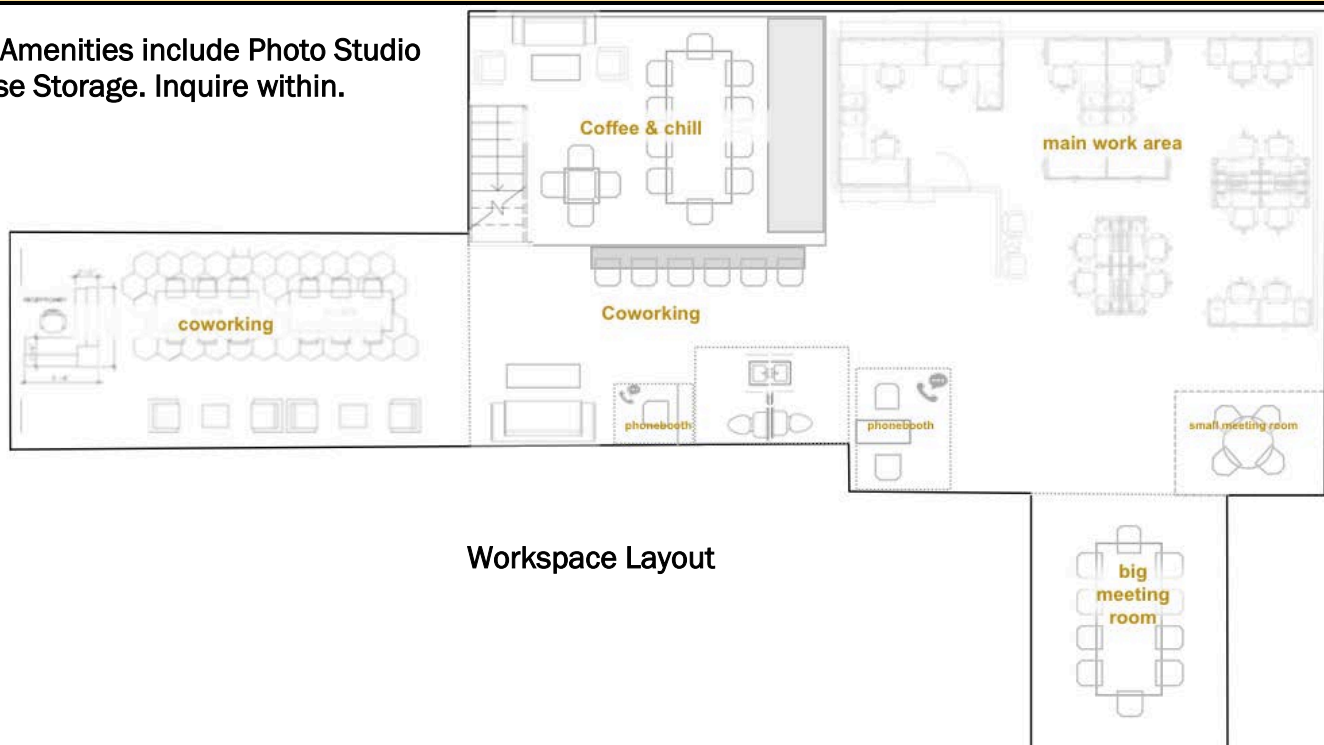 Amenities include Photo Studio
se Storage. Inquire within.
Coffee & chill
main work area
coworking
Coworking
phonebooth
phonebooth
small meeting room
Workspace Layout
big
meeting
room